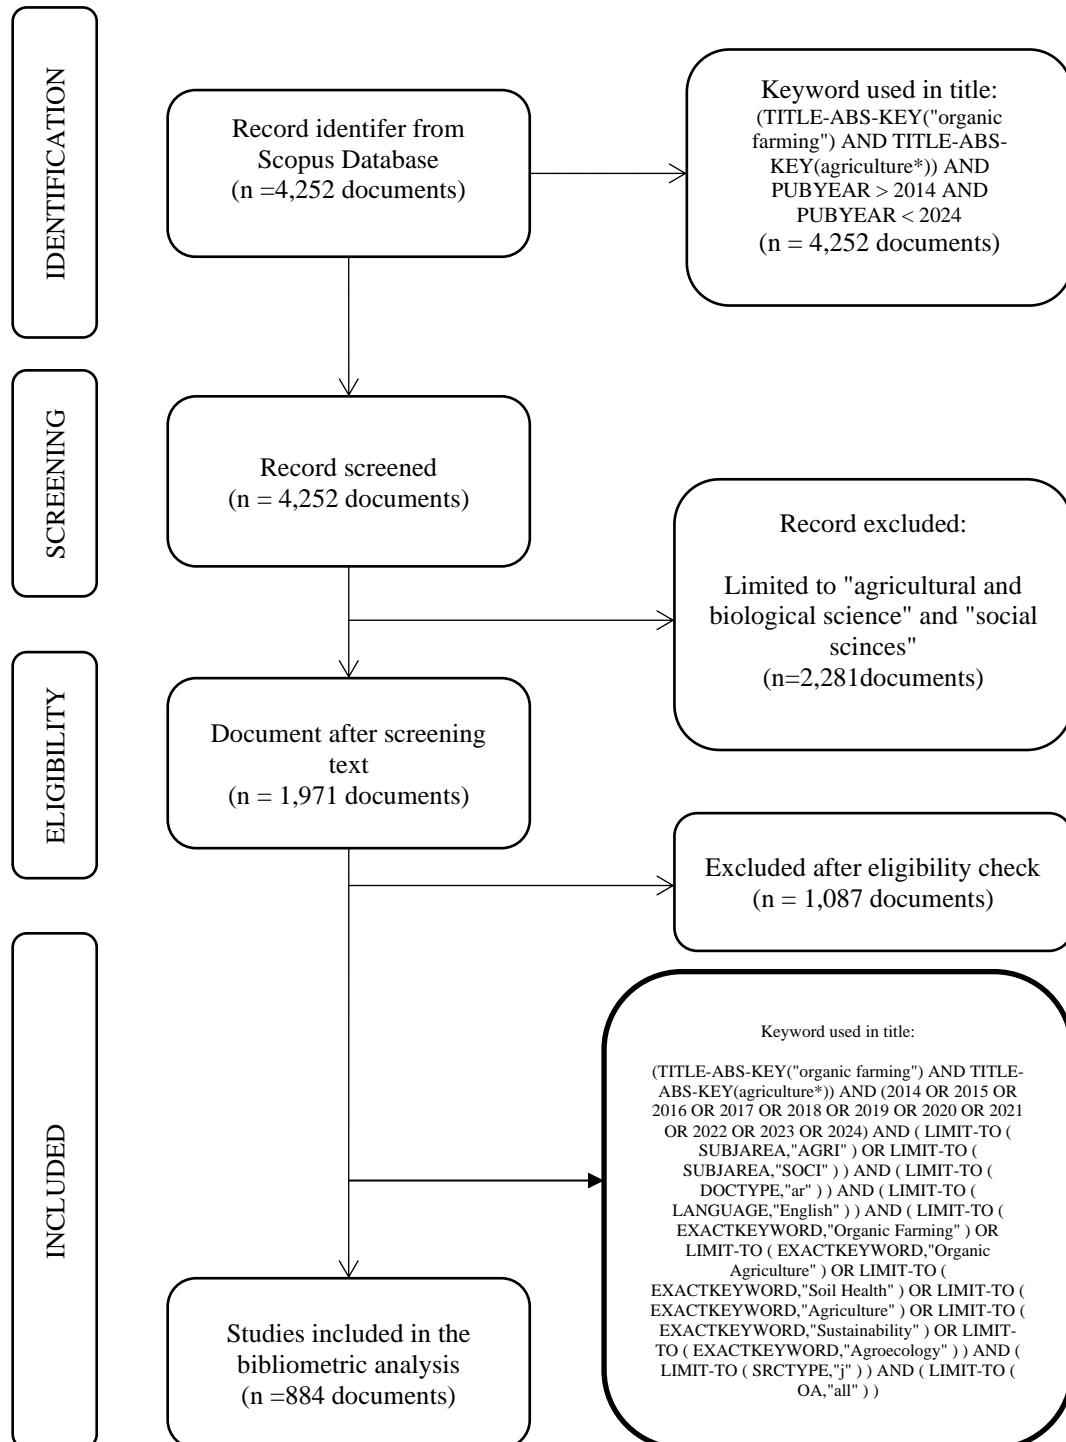 IDENTIFICATION
Record identifer from
Scopus Database
(n =4,252 documents)
Keyword used in title:
(TITLE-ABS-KEY("organic
farming") AND TITLE-ABS-
KEY(agriculture*)) AND
PUBYEAR > 2014 AND
PUBYEAR < 2024
(n = 4,252 documents)
SCREENING
Record screened
(n = 4,252 documents)
Record excluded:
Limited to "agricultural and
biological science" and "social
scinces"
(n=2,281documents)
ELIGIBILITY
Document after screening
text
(n = 1,971 documents)
Excluded after eligibility check
(n = 1,087 documents)
INCLUDED
Keyword used in title:
(TITLE-ABS-KEY("organic farming") AND TITLE-
ABS-KEY(agriculture*)) AND (2014 OR 2015 OR
2016 OR 2017 OR 2018 OR 2019 OR 2020 OR 2021
OR 2022 OR 2023 OR 2024) AND ( LIMIT-TO (
SUBJAREA,"AGRI" ) OR LIMIT-TO (
SUBJAREA,"SOCI" ) ) AND ( LIMIT-TO (
DOCTYPE,"ar" ) ) AND ( LIMIT-TO (
LANGUAGE,"English" ) ) AND ( LIMIT-TO (
EXACTKEYWORD,"Organic Farming" ) OR
LIMIT-TO ( EXACTKEYWORD,"Organic
Agriculture" ) OR LIMIT-TO (
EXACTKEYWORD,"Soil Health" ) OR LIMIT-TO (
EXACTKEYWORD,"Agriculture" ) OR LIMIT-TO (
EXACTKEYWORD,"Sustainability" ) OR LIMIT-
TO ( EXACTKEYWORD,"Agroecology" ) ) AND (
LIMIT-TO ( SRCTYPE,"j" ) ) AND ( LIMIT-TO (
OA,"all" ) )
Studies included in the
bibliometric analysis
(n =884 documents)